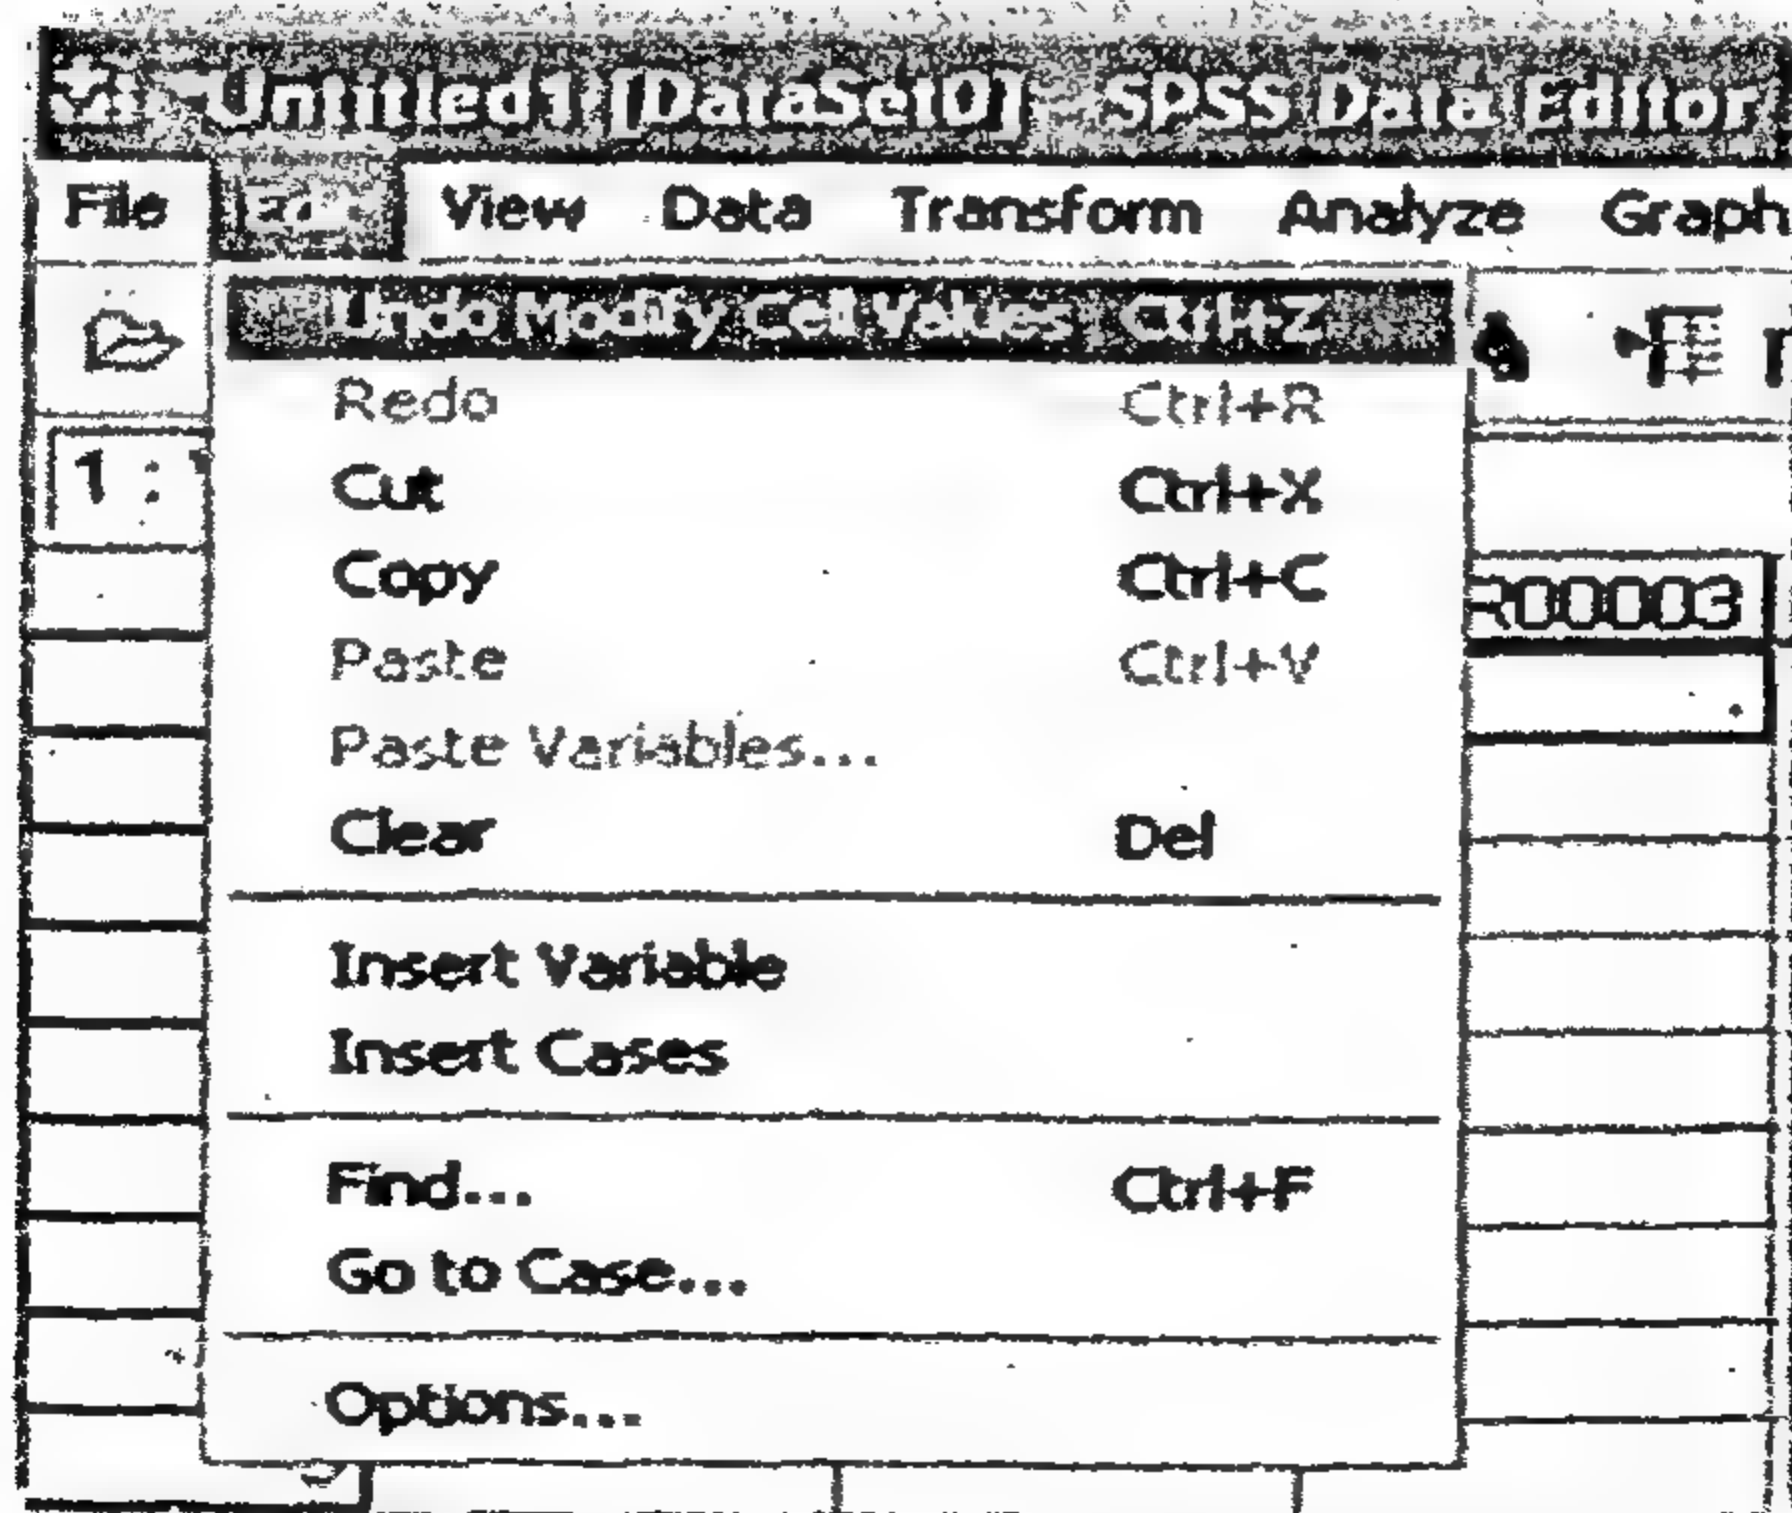 Untitled1 [DataSet0] - SPSS Data Editor
File Edit View Data Transform Analyze Graph
Undo Modify Cell Values Ctrl+Z
Redo Ctrl+R
1 :
Cut Ctrl+X
Copy Ctrl+C
R00003
Paste Ctrl+V
Paste Variables...
Clear Del
Insert Variable
Insert Cases
Find... Ctrl+F
Go to Case...
Options...